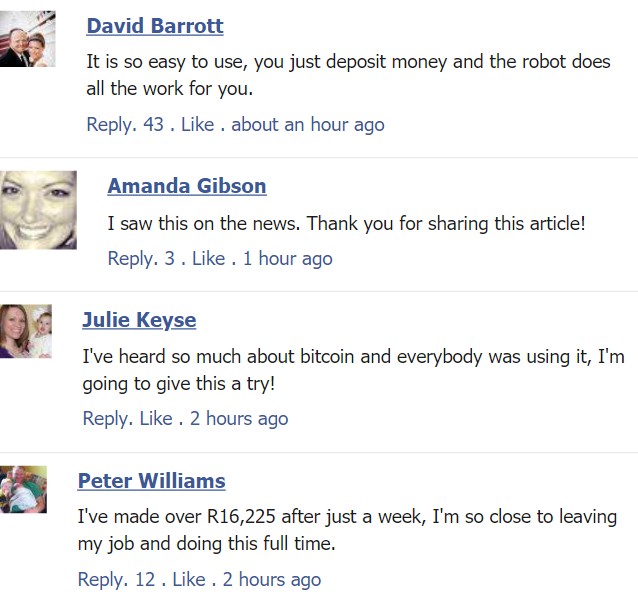 David Barrott
It is so easy to use, you just deposit money and the robot does
all the work for you.
Reply. 43 . Like . about an hour ago
Amanda Gibson
I saw this on the news. Thank you for sharing this article!
Reply. 3 . Like . 1 hour ago
Julie Keyse
I've heard so much about bitcoin and everybody was using it, I'm
going to give this a try!
Reply. Like . 2 hours ago
Peter Williams
I've made over R16,225 after just a week, I'm so close to leaving
my job and doing this full time.
Reply. 12 . Like . 2 hours ago